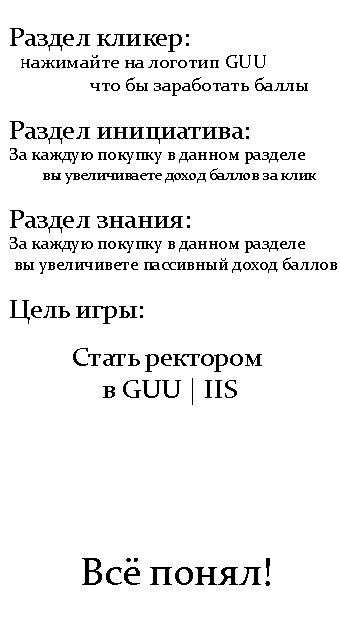 Раздел кликер:
нажимайте на логотип GUU
что бы заработать баллы
Раздел инициатива:
За каждую покупку в данном разделе
вы увеличиваете доход баллов за клик
Раздел знания:
За каждую покупку в данном разделе
вы увеличивете пассивный доход баллов
Цель игры:
Стать ректором
в GUU | IIS
Всё понял!